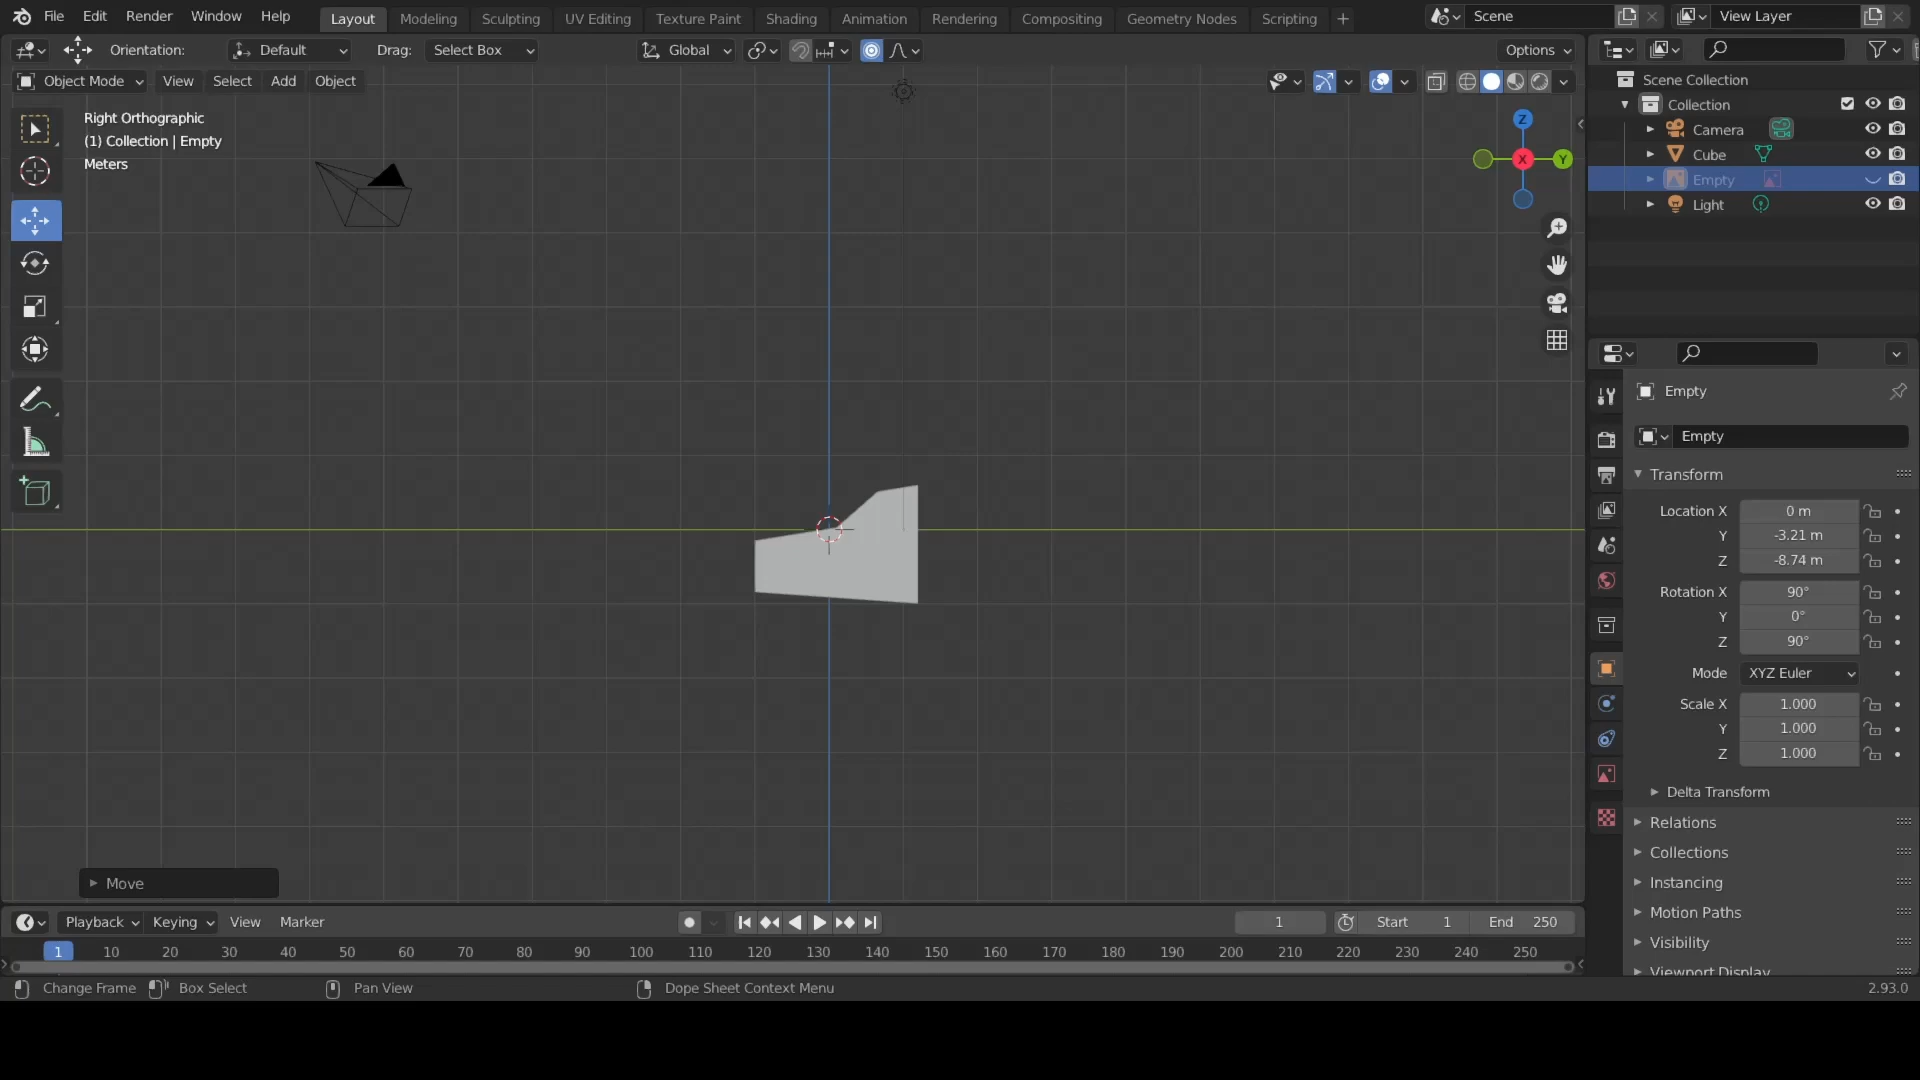 File Edit Render Window Help Layout Modeling Sculpting UV Editing Texture Paint Shading Animation Rendering Compositing Geometry Nodes Scripting + Scene View Layer
Orientation: Default Drag: Select Box Global Options
Object Mode View Select Add Object
Scene Collection
Collection
Camera
Cube
Empty
Light
Right Orthographic
(1) Collection | Empty
Meters
Z
X
Y
Empty
Empty
Transform
Location X 0 m
Y -3.21 m
Z -8.74 m
Rotation X 90°
Y 0°
Z 90°
Mode XYZ Euler
Scale X 1.000
Y 1.000
Z 1.000
Delta Transform
Relations
Collections
Instancing
Motion Paths
Visibility
Viewport Display
Move
Playback Keying View Marker 1 Start 1 End 250
1 10 20 30 40 50 60 70 80 90 100 110 120 130 140 150 160 170 180 190 200 210 220 230 240 250
Change Frame Box Select Pan View Dope Sheet Context Menu 2.93.0